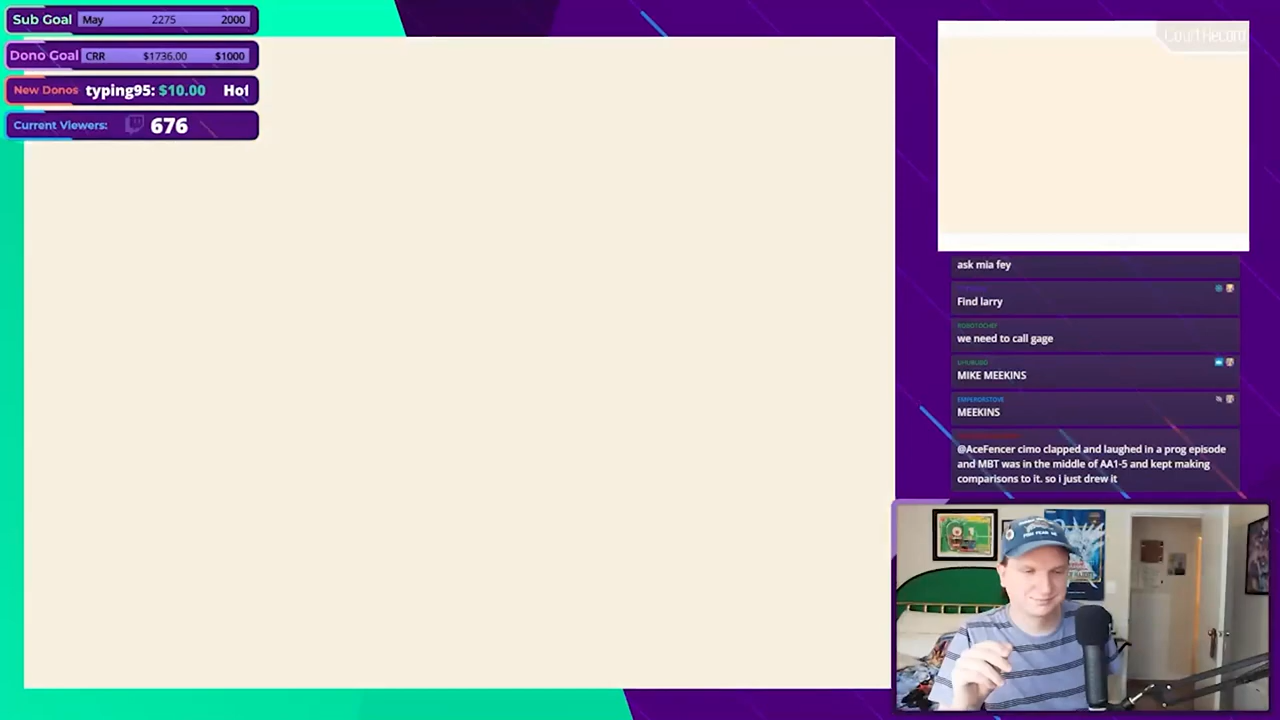 Sub Goal May 2275 2000
Dono Goal CRR $1736.00 $1000
New Donos typing95: $10.00 Hot
Current Viewers: 676
ask mia fey
Find larry
ROBOTOCHEF
we need to call gage
MIKE MEEKINS
EMPERORSTOVE
MEEKINS
@AceFencer cimo clapped and laughed in a prog episode
and MBT was in the middle of AA1-5 and kept making
comparisons to it. so i just drew it